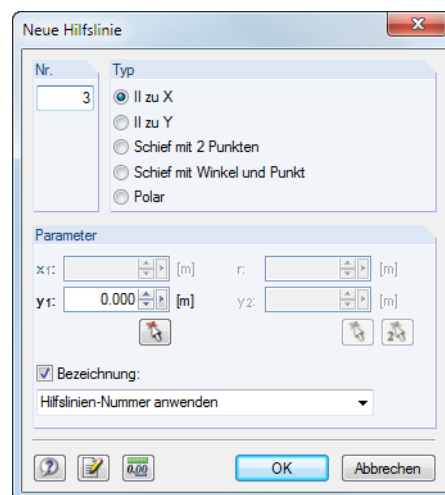 Neue Hilfslinie
Nr.
3
Typ
II zu X
II zu Y
Schief mit 2 Punkten
Schief mit Winkel und Punkt
Polar
Parameter
x1: [m] r: [m]
y1: 0.000 [m] y2: [m]
2
Bezeichnung:
Hilfslinien-Nummer anwenden
0.00
OK Abbrechen